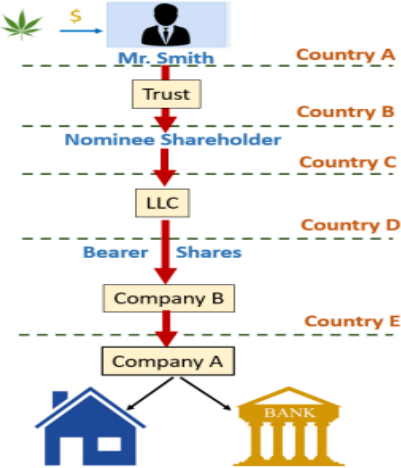 $
Mr. Smith
Country A
Trust
Country B
Nominee Shareholder
Country C
LLC
Country D
Bearer Shares
Company B
Country E
Company A
BANK